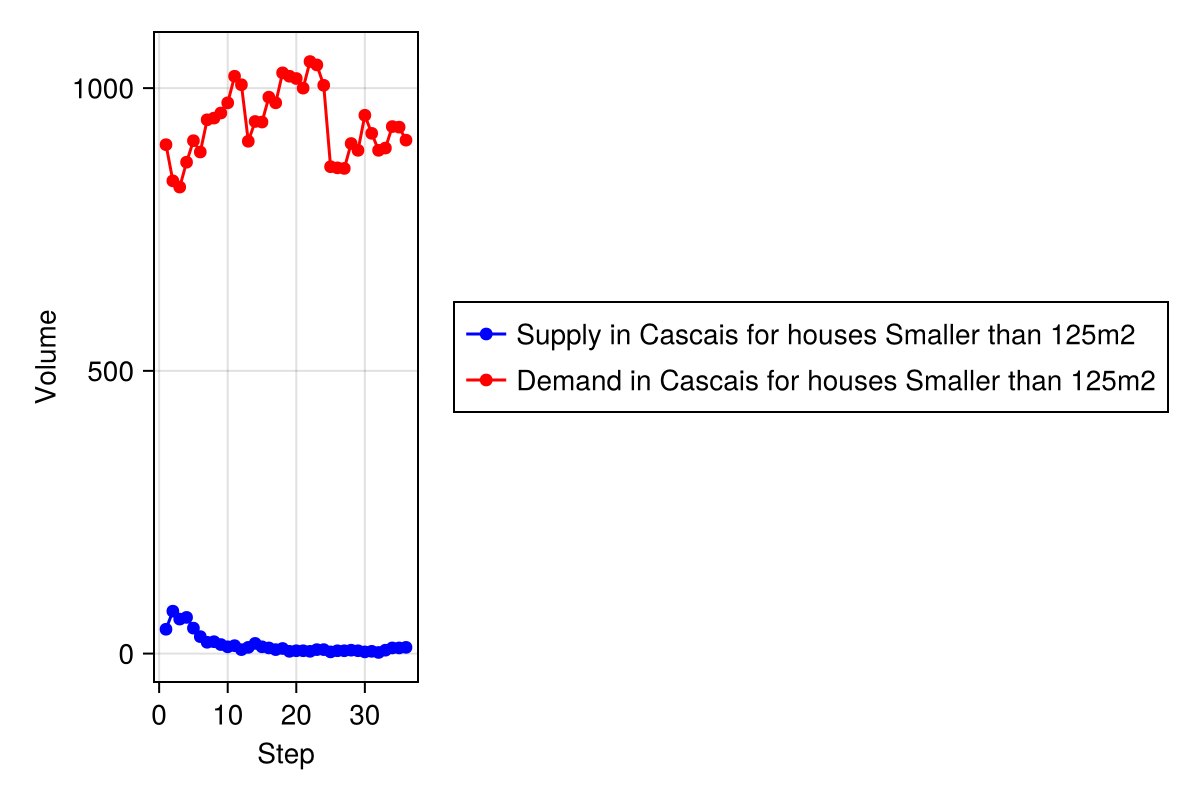 1000
500
0
Volume
0 10 20 30
Step
Supply in Cascais for houses Smaller than 125m2
Demand in Cascais for houses Smaller than 125m2